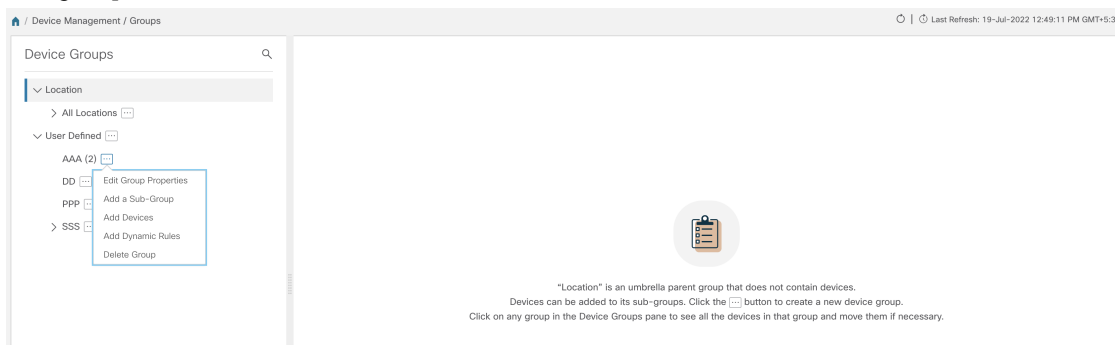 / Device Management / Groups
Last Refresh: 19-Jul-2022 12:49:11 PM GMT+5:3
Device Groups
Location
All Locations ...
User Defined ...
AAA (2) ...
DD ...
PPP
SSS
Edit Group Properties
Add a Sub-Group
Add Devices
Add Dynamic Rules
Delete Group
"Location" is an umbrella parent group that does not contain devices.
Devices can be added to its sub-groups. Click the ... button to create a new device group.
Click on any group in the Device Groups pane to see all the devices in that group and move them if necessary.